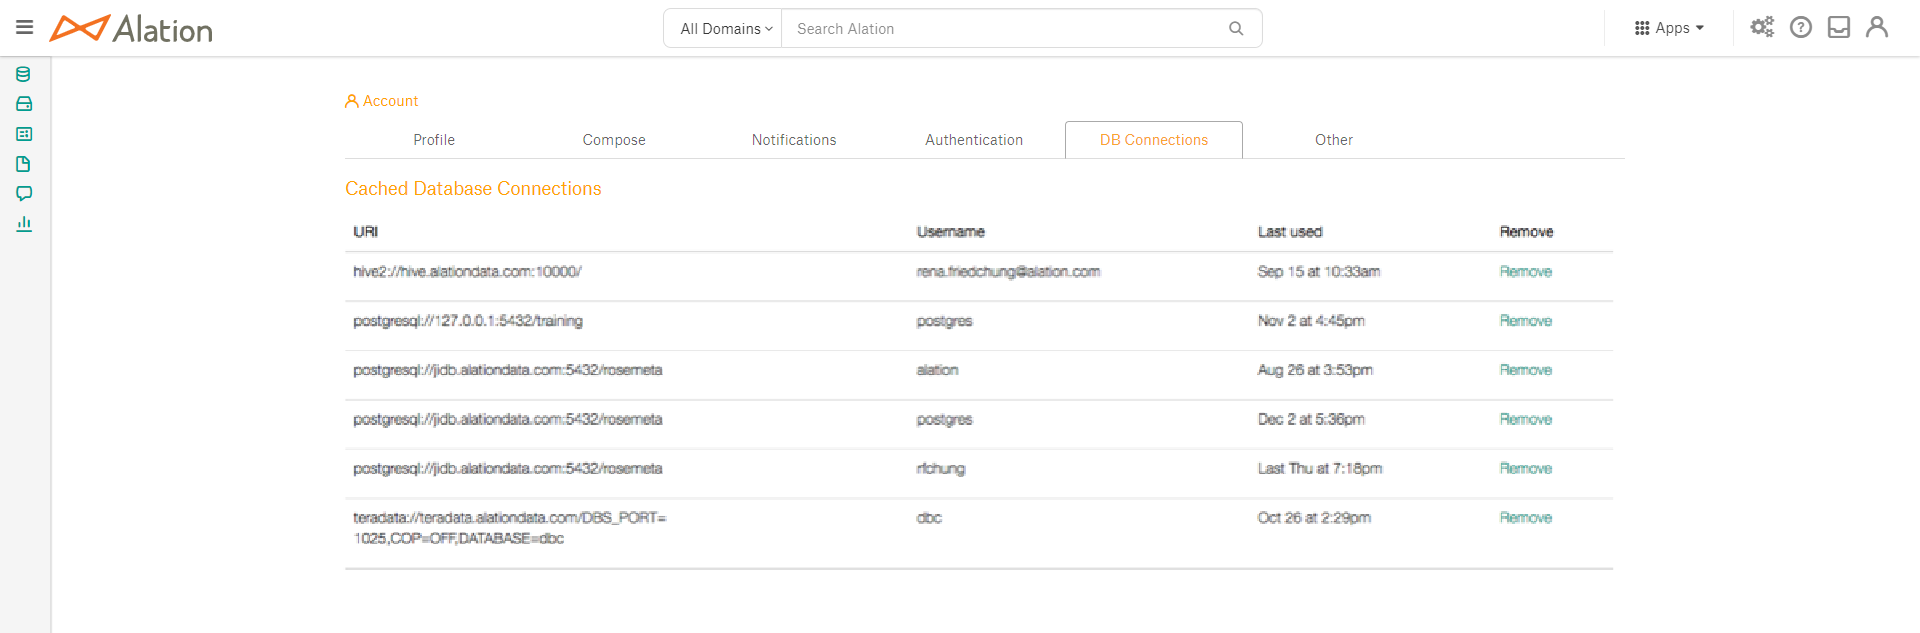 Alation
All Domains
Search Alation
Apps
Account
Profile Compose Notifications Authentication DB Connections Other
Cached Database Connections
URI Username Last used Remove
hive2://hive.alationdata.com:10000/ rena.friedchung@alation.com Sep 15 at 10:33am Remove
postgresql://127.0.0.1:5432/training postgres Nov 2 at 4:45pm Remove
postgresql://jidb.alationdata.com:5432/rosemeta alation Aug 26 at 3:53pm Remove
postgresql://jidb.alationdata.com:5432/rosemeta postgres Dec 2 at 5:36pm Remove
postgresql://jidb.alationdata.com:5432/rosemeta rfchung Last Thu at 7:18pm Remove
teradata://teradata.alationdata.com/DBS_PORT= dbc Oct 26 at 2:29pm Remove
1025,COP=OFF,DATABASE=dbc